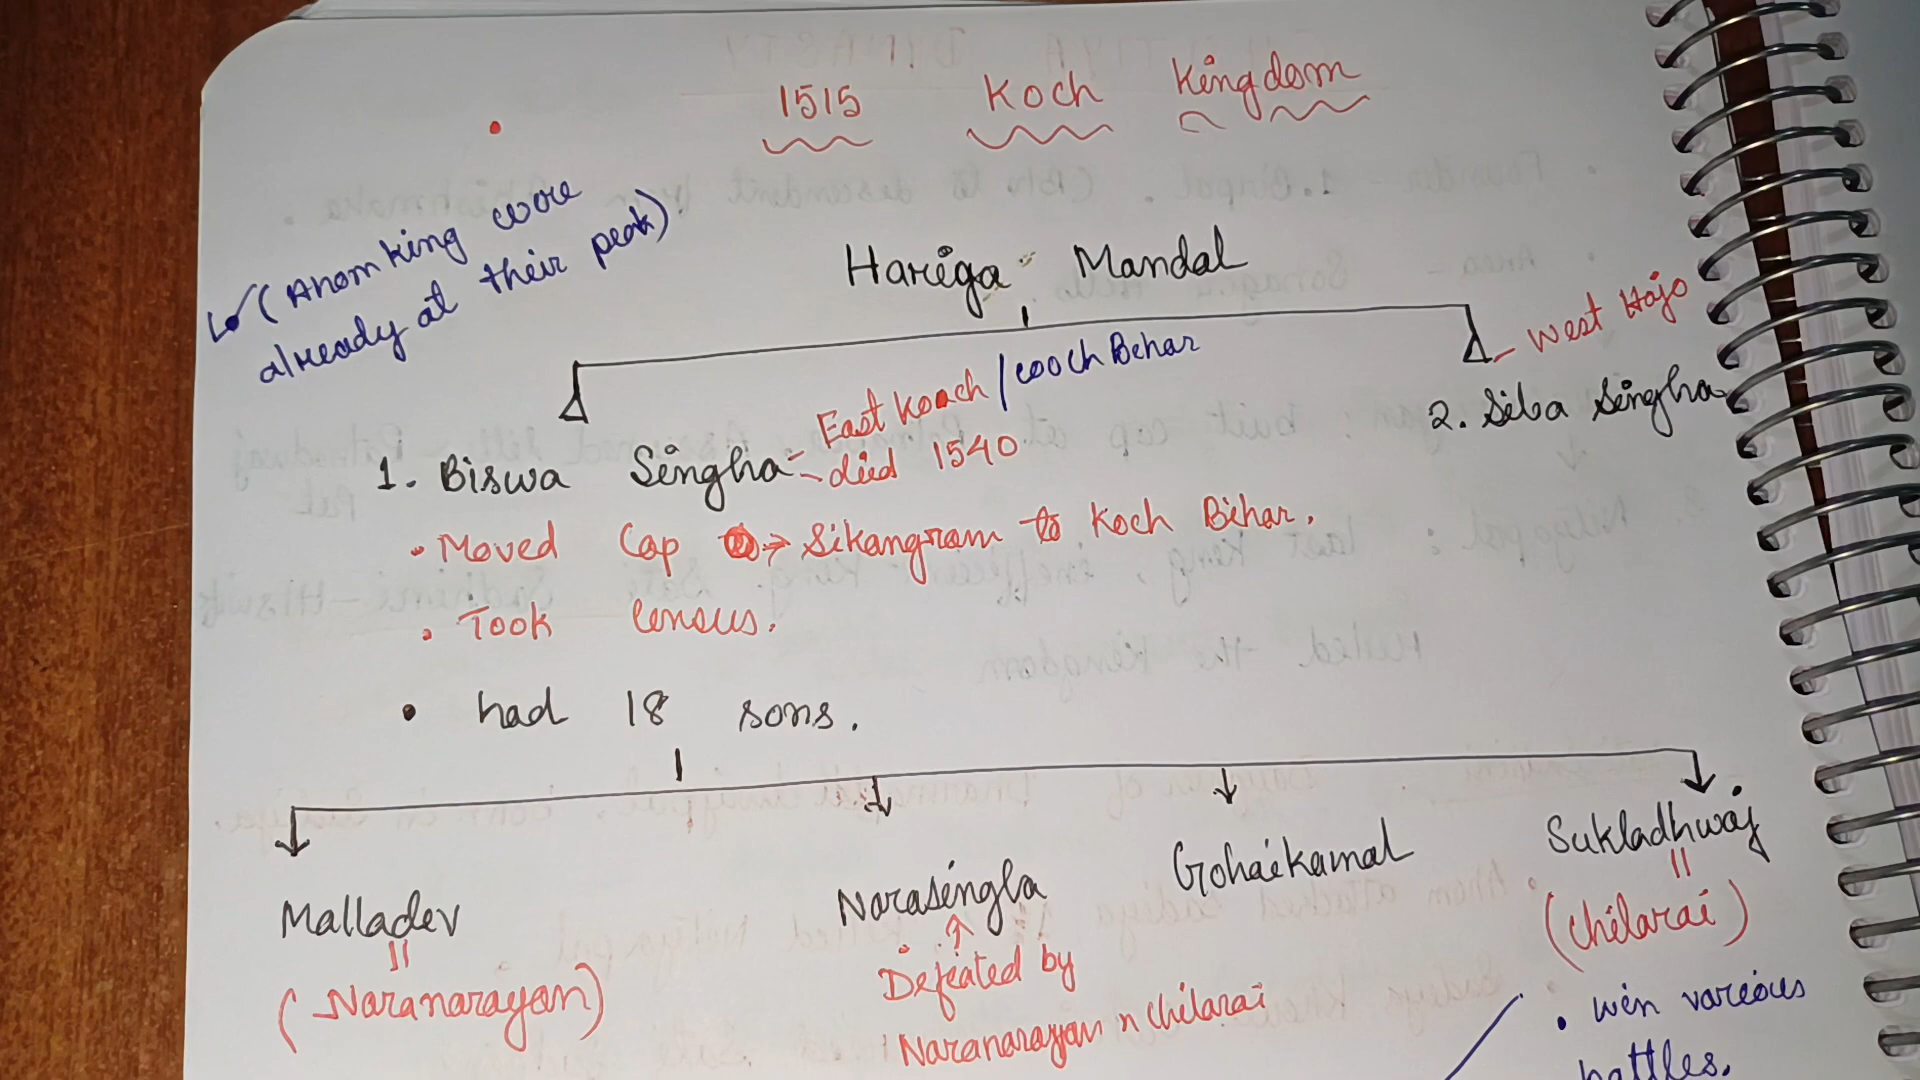 1515 Koch Kingdom
(Ahom king were
already at their peak)
Hariya Mandal
West Hajo
East Koach / cooch Behar
2. Siba Singha
1. Biswa Singha - died 1540
• Moved Cap → Sikangram to Koch Bihar.
• Took Census.
• had 18 sons.
Malladev
(Naranarayan)
Narasingha
Defeated by
Naranarayan n chilarai
Gohaikamal
Sukladhwaj
(Chilarai)
• win various
battles.